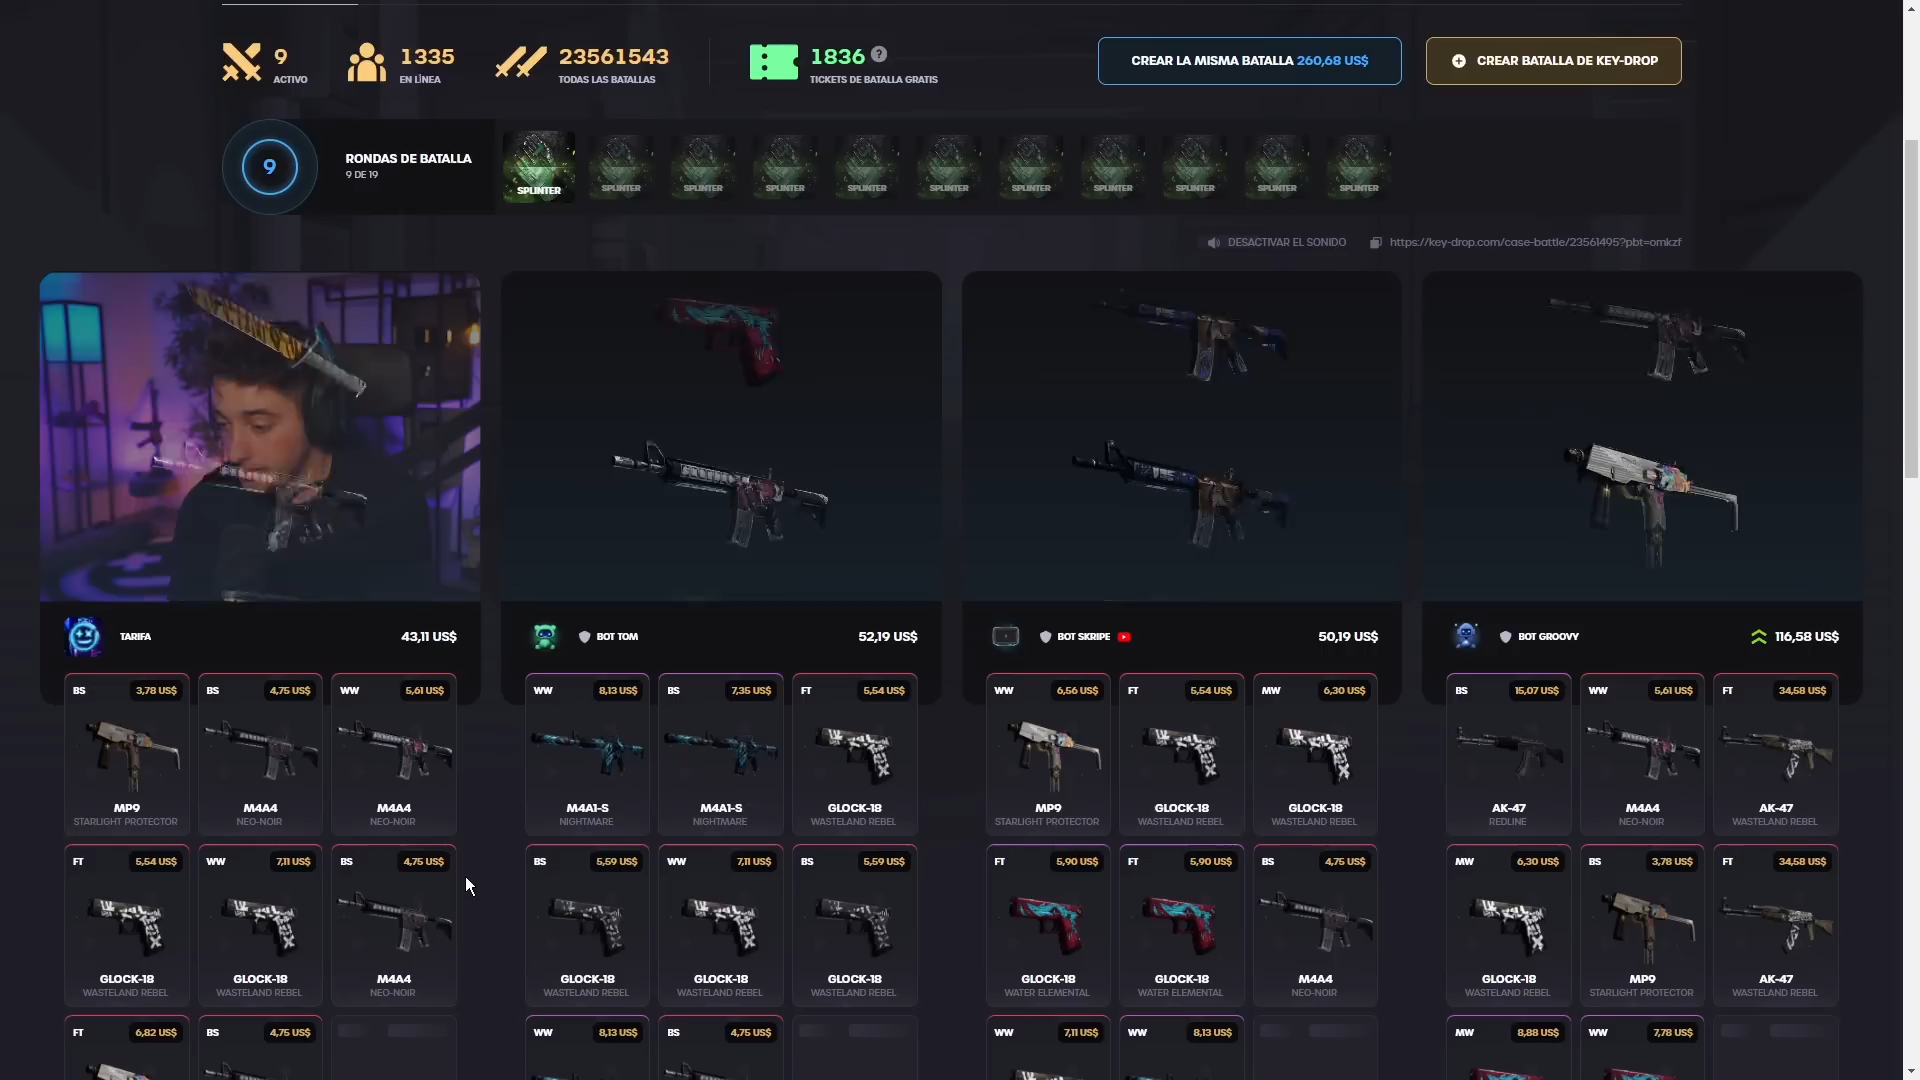 9
ACTIVO
1335
EN LÍNEA
23561543
TODAS LAS BATALLAS
1836
?
TICKETS DE BATALLA GRATIS
CREAR LA MISMA BATALLA 260,68 US$
CREAR BATALLA DE KEY-DROP
9
RONDAS DE BATALLA
9 DE 19
SPLINTER SPLINTER SPLINTER SPLINTER SPLINTER SPLINTER SPLINTER SPLINTER SPLINTER SPLINTER SPLINTER
DESACTIVAR EL SONIDO
https://key-drop.com/case-battle/23561495?pbt=omkzf
TARIFA 43,11 US$
BOT TOM 52,19 US$
BOT SKRIPE 50,19 US$
BOT GROOVY 116,58 US$
BS 3,78 US$ BS 4,75 US$ WW 5,61 US$ WW 8,13 US$ BS 7,35 US$ FT 5,54 US$ WW 6,56 US$ FT 5,54 US$ MW 6,30 US$ BS 15,07 US$ WW 5,61 US$ FT 34,58 US$
MP9 M4A4 M4A4 M4A1-S M4A1-S GLOCK-18 MP9 GLOCK-18 GLOCK-18 AK-47 M4A4 AK-47
STARLIGHT PROTECTOR NEO-NOIR NEO-NOIR NIGHTMARE NIGHTMARE WASTELAND REBEL STARLIGHT PROTECTOR WASTELAND REBEL WASTELAND REBEL REDLINE NEO-NOIR WASTELAND REBEL
FT 5,54 US$ WW 7,11 US$ BS 4,75 US$ BS 5,59 US$ WW 7,11 US$ BS 5,59 US$ FT 5,90 US$ FT 5,90 US$ BS 4,75 US$ MW 6,30 US$ BS 3,78 US$ FT 34,58 US$
GLOCK-18 GLOCK-18 M4A4 GLOCK-18 GLOCK-18 GLOCK-18 GLOCK-18 GLOCK-18 M4A4 GLOCK-18 MP9 AK-47
WASTELAND REBEL WASTELAND REBEL NEO-NOIR WASTELAND REBEL WASTELAND REBEL WASTELAND REBEL WATER ELEMENTAL WATER ELEMENTAL NEO-NOIR WASTELAND REBEL STARLIGHT PROTECTOR WASTELAND REBEL
FT 6,82 US$ BS 4,75 US$ WW 8,13 US$ BS 4,75 US$ WW 7,11 US$ WW 8,13 US$ MW 8,88 US$ WW 7,78 US$